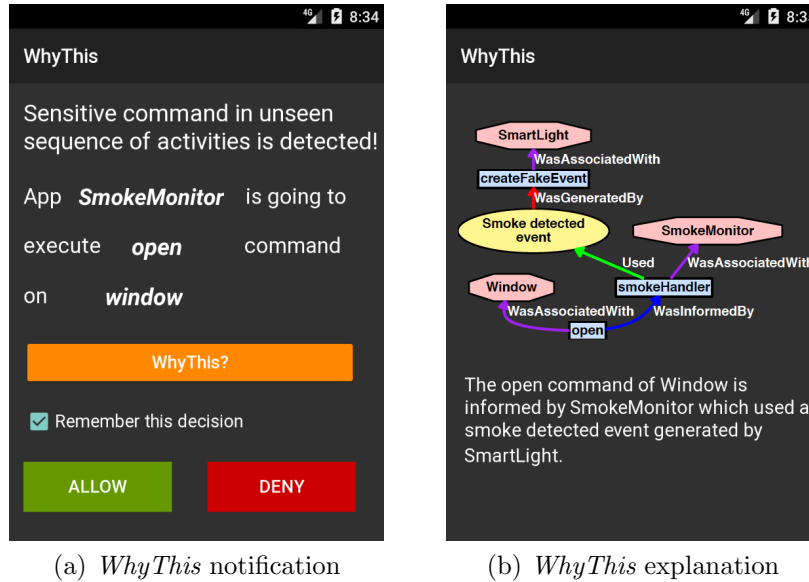 4G 8:34
WhyThis
Sensitive command in unseen
sequence of activities is detected!
App SmokeMonitor is going to
execute open command
on window
WhyThis?
Remember this decision
ALLOW DENY
(a) WhyThis notification
4G 8:3
WhyThis
SmartLight
WasAssociatedWith
createFakeEvent
WasGeneratedBy
Smoke detected
event
SmokeMonitor
Used WasAssociatedWith
Window smokeHandler
WasAssociatedWith WasInformedBy
open
The open command of Window is
informed by SmokeMonitor which used a
smoke detected event generated by
SmartLight.
(b) WhyThis explanation